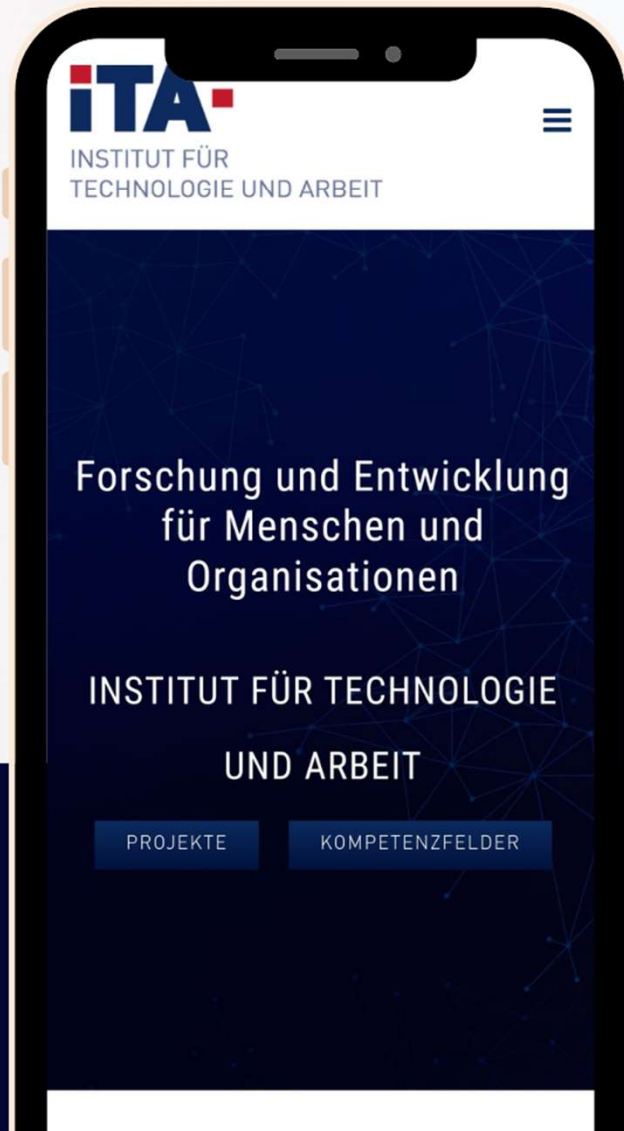 iTA
INSTITUT FÜR
TECHNOLOGIE UND ARBEIT
Forschung und Entwicklung
für Menschen und
Organisationen
INSTITUT FÜR TECHNOLOGIE
UND ARBEIT
PROJEKTE KOMPETENZFELDER